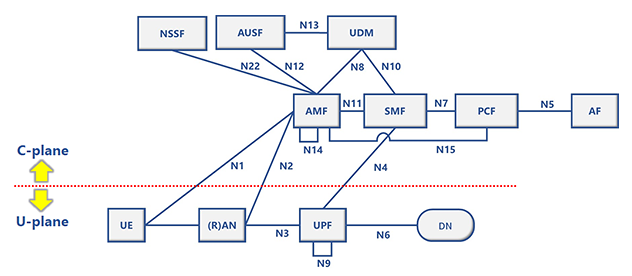 NSSF
AUSF
N13
UDM
N22
N12
N8
N10
AMF
N11
SMF
N7
PCF
N5
AF
N14
N15
C-plane
N1
N2
N4
U-plane
UE
(R)AN
N3
UPF
N6
DN
N9